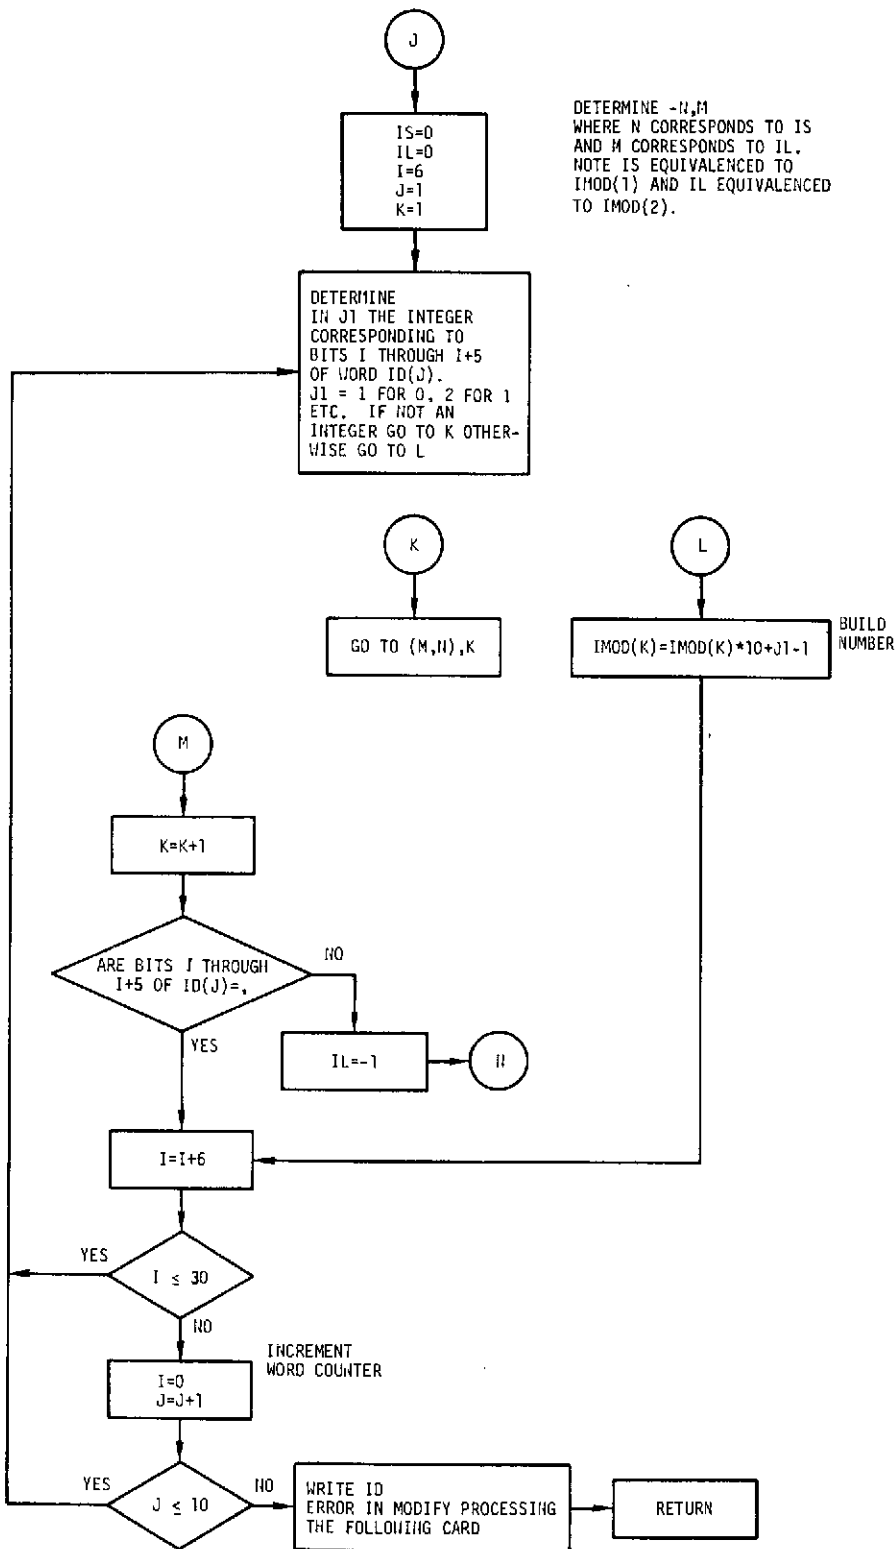 J
IS=0
IL=0
I=6
J=1
K=1
DETERMINE -N,M
WHERE N CORRESPONDS TO IS
AND M CORRESPONDS TO IL.
NOTE IS EQUIVALENCED TO
IMOD(1) AND IL EQUIVALENCED
TO IMOD(2).
DETERMINE
IN J1 THE INTEGER
CORRESPONDING TO
BITS I THROUGH I+5
OF WORD ID(J).
J1 = 1 FOR 0, 2 FOR 1
ETC. IF NOT AN
INTEGER GO TO K OTHER-
WISE GO TO L
K
L
GO TO (M,N),K
IMOD(K)=IMOD(K)*10+J1-1
BUILD
NUMBER
M
K=K+1
ARE BITS I THROUGH
I+5 OF ID(J)=,
NO
YES
IL=-1
N
I=I+6
YES
I ≤ 30
NO
INCREMENT
WORD COUNTER
I=0
J=J+1
YES
J ≤ 10
NO
WRITE ID
ERROR IN MODIFY PROCESSING
THE FOLLOWING CARD
RETURN